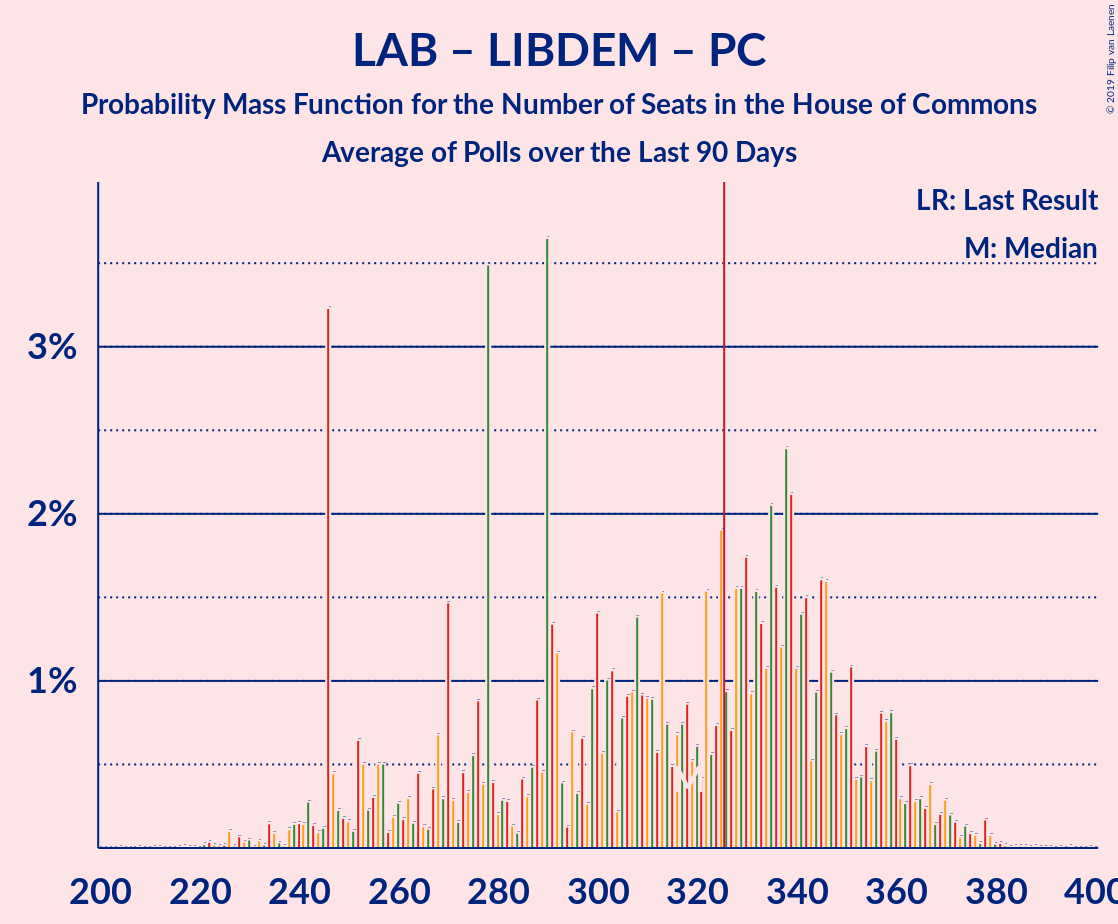 LAB – LIBDEM – PC
Probability Mass Function for the Number of Seats in the House of Commons
Average of Polls over the Last 90 Days
© 2019 Filip van Laenen
LR: Last Result
M: Median
3%
2%
1%
M
200 220 240 260 280 300 320 340 360 380 400